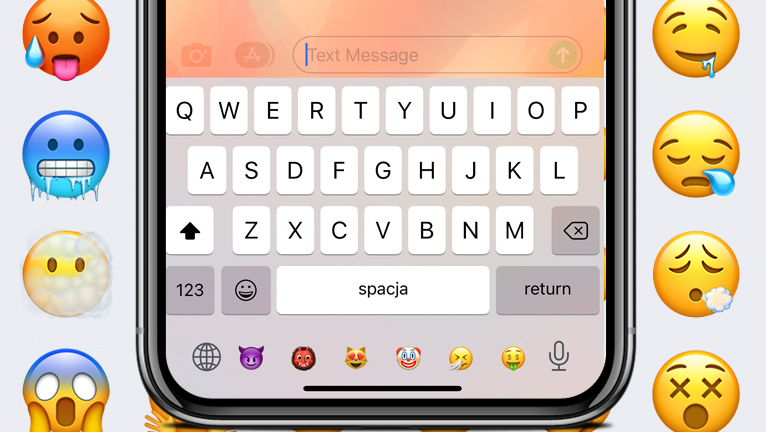 Text Message
Q W E R T Y U I O P
A S D F G H J K L
Z X C V B N M
123 spacja return